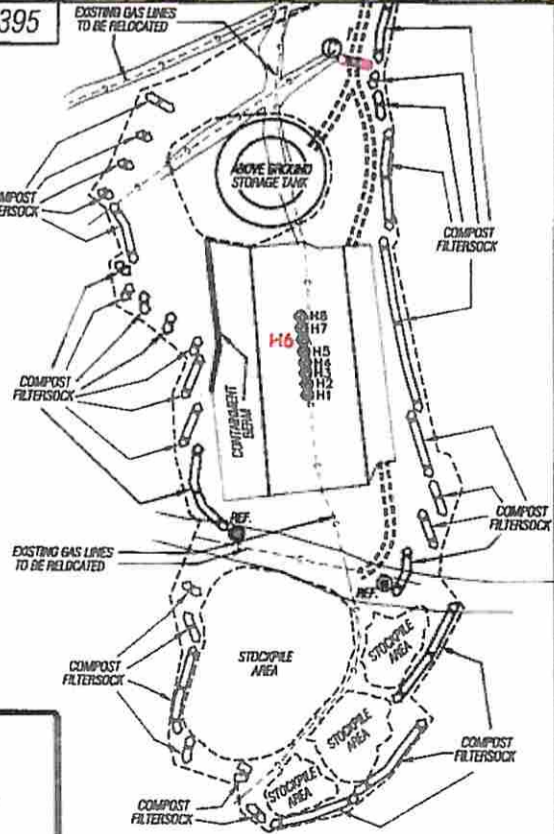 395
EXISTING GAS LINES
TO BE RELOCATED
C
ABOVE GROUND
STORAGE TANK
COMPOST
FILTERSOCK
COMPOST
FILTERSOCK
H8
H7
H6
H5
H4
H3
H2
H1
CONTAINMENT
BERM
COMPOST
FILTERSOCK
REF.
COMPOST
FILTERSOCK
EXISTING GAS LINES
TO BE RELOCATED
REF.
STOCKPILE
AREA
STOCKPILE
AREA
COMPOST
FILTERSOCK
STOCKPILE
AREA
COMPOST
FILTERSOCK
STOCKPILE
AREA
COMPOST
FILTERSOCK